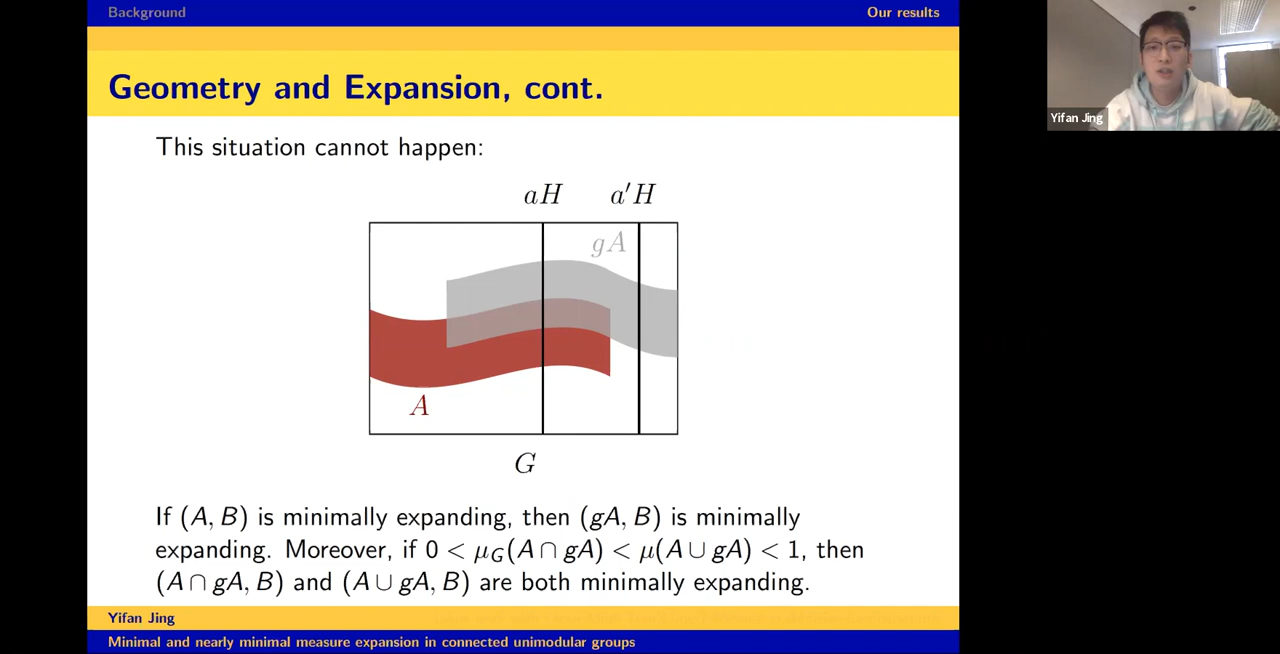 Background
Our results
Geometry and Expansion, cont.
This situation cannot happen:
aH
a′H
gA
A
G
If (A, B) is minimally expanding, then (gA, B) is minimally
expanding. Moreover, if 0 < μ_G(A ∩ gA) < μ(A ∪ gA) < 1, then
(A ∩ gA, B) and (A ∪ gA, B) are both minimally expanding.
Yifan Jing
Minimal and nearly minimal measure expansion in connected unimodular groups
Yifan Jing